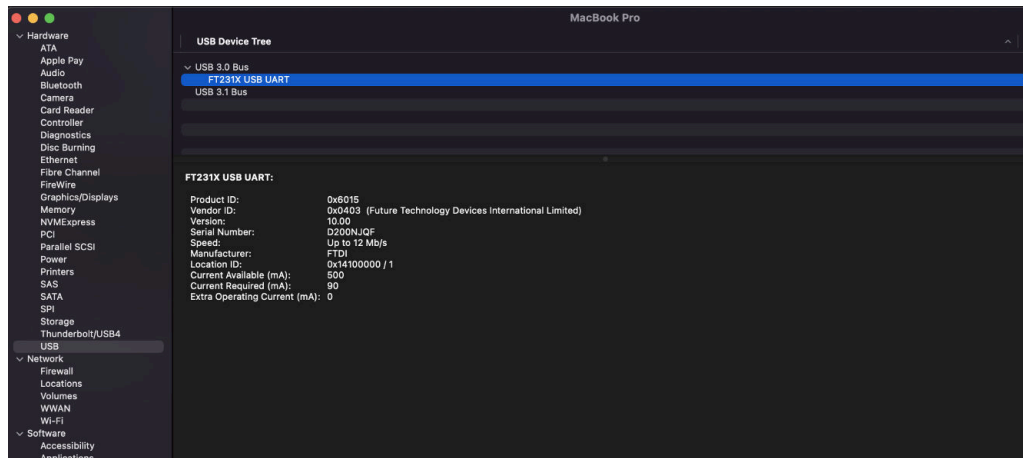 MacBook Pro
Hardware
ATA
Apple Pay
Audio
Bluetooth
Camera
Card Reader
Controller
Diagnostics
Disc Burning
Ethernet
Fibre Channel
FireWire
Graphics/Displays
Memory
NVMExpress
PCI
Parallel SCSI
Power
Printers
SAS
SATA
SPI
Storage
Thunderbolt/USB4
USB
Network
Firewall
Locations
Volumes
WWAN
Wi-Fi
Software
Accessibility
Applications
USB Device Tree
USB 3.0 Bus
FT231X USB UART
USB 3.1 Bus
FT231X USB UART:
Product ID: 0x6015
Vendor ID: 0x0403 (Future Technology Devices International Limited)
Version: 10.00
Serial Number: D200NJQF
Speed: Up to 12 Mb/s
Manufacturer: FTDI
Location ID: 0x14100000 / 1
Current Available (mA): 500
Current Required (mA): 90
Extra Operating Current (mA): 0